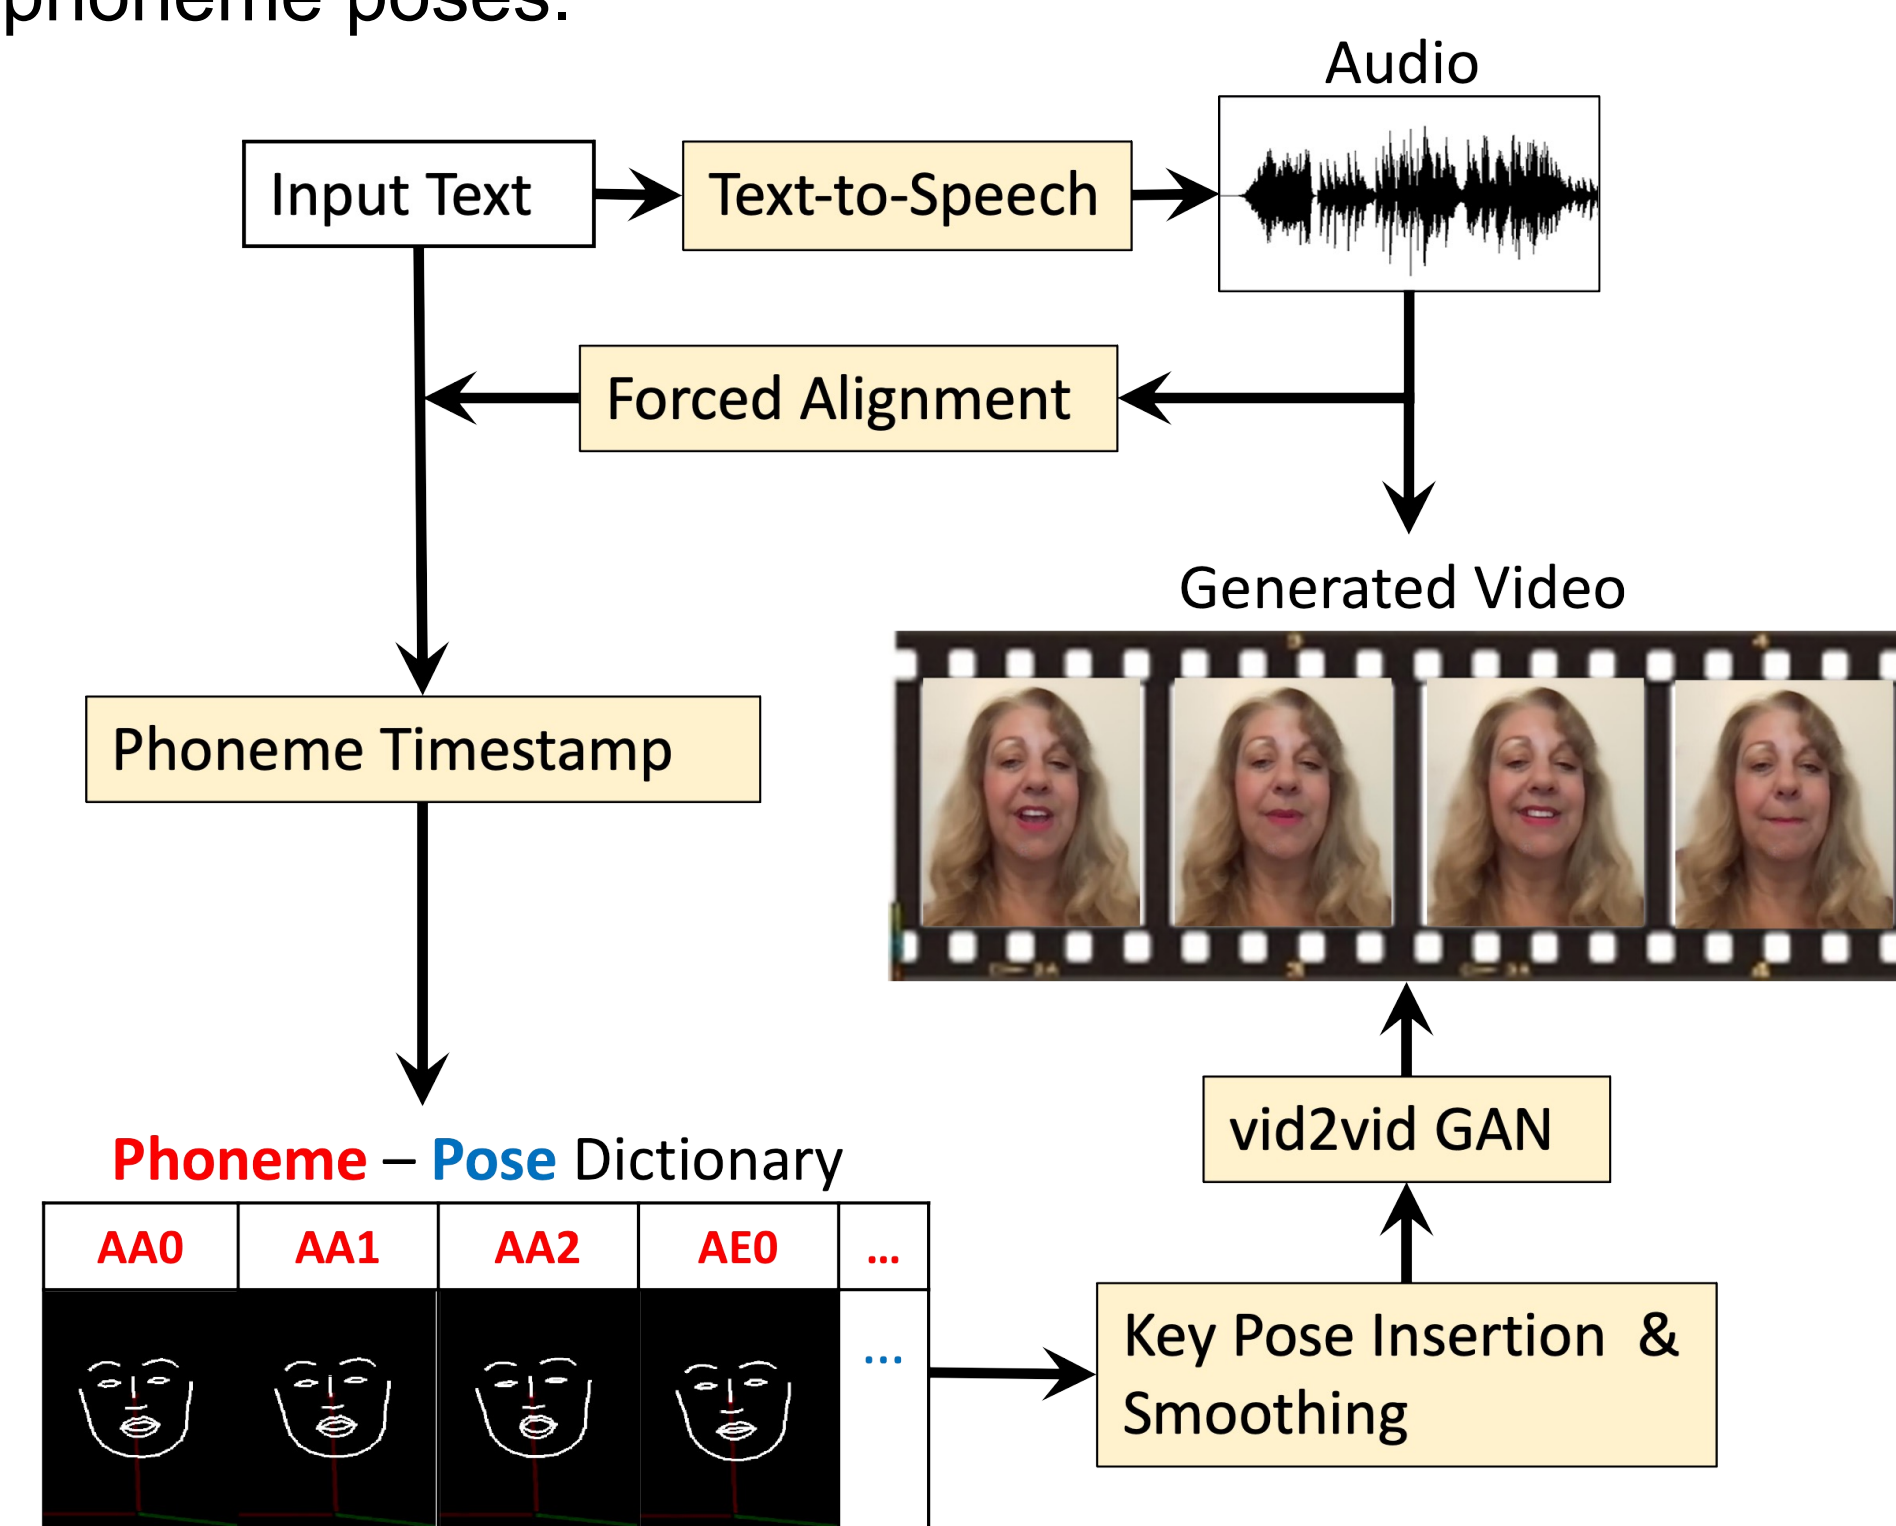 phoneme poses.
Audio
Input Text
Text-to-Speech
Forced Alignment
Generated Video
Phoneme Timestamp
vid2vid GAN
Phoneme – Pose Dictionary
AA0 AA1 AA2 AE0 ...
...
Key Pose Insertion &
Smoothing